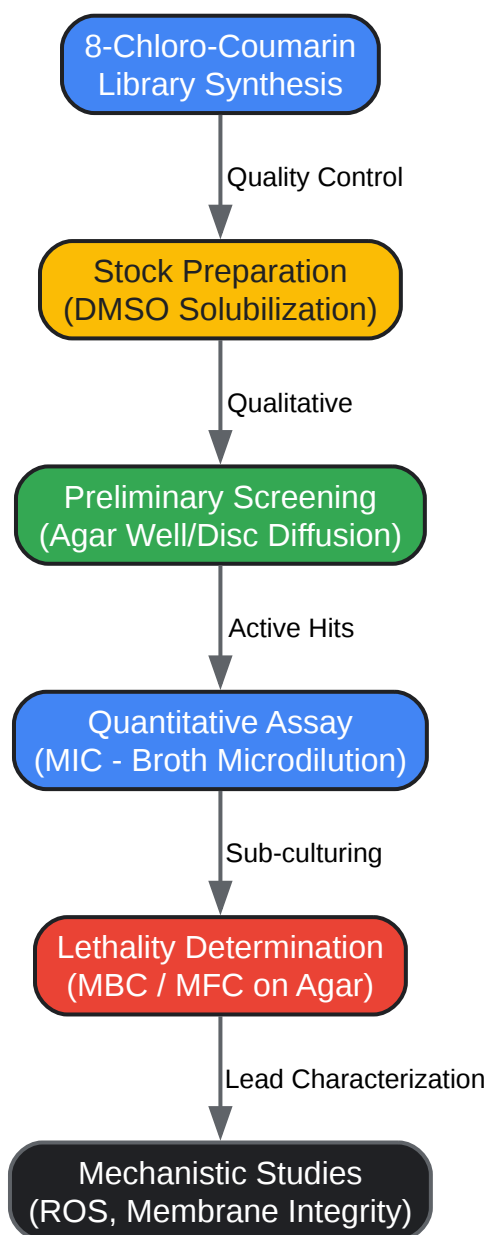 8-Chloro-Coumarin
Library Synthesis
Quality Control
Stock Preparation
(DMSO Solubilization)
Qualitative
Preliminary Screening
(Agar Well/Disc Diffusion)
Active Hits
Quantitative Assay
(MIC - Broth Microdilution)
Sub-culturing
Lethality Determination
(MBC / MFC on Agar)
Lead Characterization
Mechanistic Studies
(ROS, Membrane Integrity)